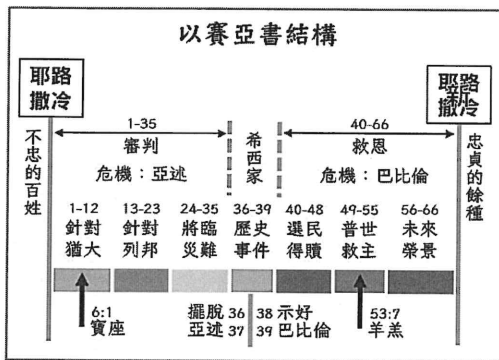 以賽亞書結構
耶路
撒冷
耶路
新
撒冷
不忠的百姓
1-35
審判
危機：亞述
希西家
40-66
救恩
危機：巴比倫
忠貞的餘種
1-12
針對
猶大
13-23
針對
列邦
24-35
將臨
災難
36-39
歷史
事件
40-48
選民
得贖
49-55
普世
救主
56-66
未來
榮景
6:1
寶座
擺脫 36
亞述 37
38 示好
39 巴比倫
53:7
羊羔